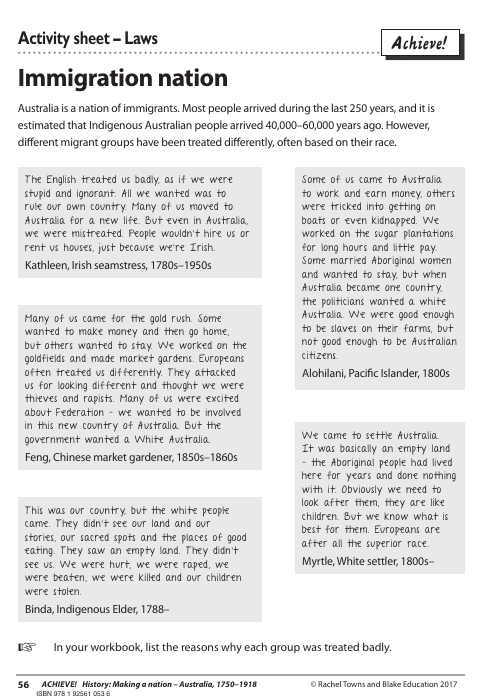 Activity sheet – Laws
Achieve!
Immigration nation
Australia is a nation of immigrants. Most people arrived during the last 250 years, and it is
estimated that Indigenous Australian people arrived 40,000–60,000 years ago. However,
different migrant groups have been treated differently, often based on their race.
The English treated us badly, as if we were
stupid and ignorant. All we wanted was to
rule our own country. Many of us moved to
Australia for a new life. But even in Australia,
we were mistreated. People wouldn't hire us or
rent us houses, just because we're Irish.
Kathleen, Irish seamstress, 1780s–1950s
Many of us came for the gold rush. Some
wanted to make money and then go home,
but others wanted to stay. We worked on the
goldfields and made market gardens. Europeans
often treated us differently. They attacked
us for looking different and thought we were
thieves and rapists. Many of us were excited
about Federation – we wanted to be involved
in this new country of Australia. But the
government wanted a White Australia.
Feng, Chinese market gardener, 1850s–1860s
This was our country, but the white people
came. They didn't see our land and our
stories, our sacred spots and the places of good
eating. They saw an empty land. They didn't
see us. We were hurt, we were raped, we
were beaten, we were killed and our children
were stolen.
Binda, Indigenous Elder, 1788–
Some of us came to Australia
to work and earn money, others
were tricked into getting on
boats or even kidnapped. We
worked on the sugar plantations
for long hours and little pay.
Some married Aboriginal women
and wanted to stay, but when
Australia became one country,
the politicians wanted a white
Australia. We were good enough
to be slaves on their farms, but
not good enough to be Australian
citizens.
Alohilani, Pacific Islander, 1800s
We came to settle Australia.
It was basically an empty land
– the Aboriginal people had lived
here for years and done nothing
with it. Obviously we need to
look after them, they are like
children. But we know what is
best for them. Europeans are
after all the superior race.
Myrtle, White settler, 1800s–
In your workbook, list the reasons why each group was treated badly.
56 ACHIEVE! History: Making a nation – Australia, 1750–1918
© Rachel Towns and Blake Education 2017
ISBN 978 1 92561 053 6